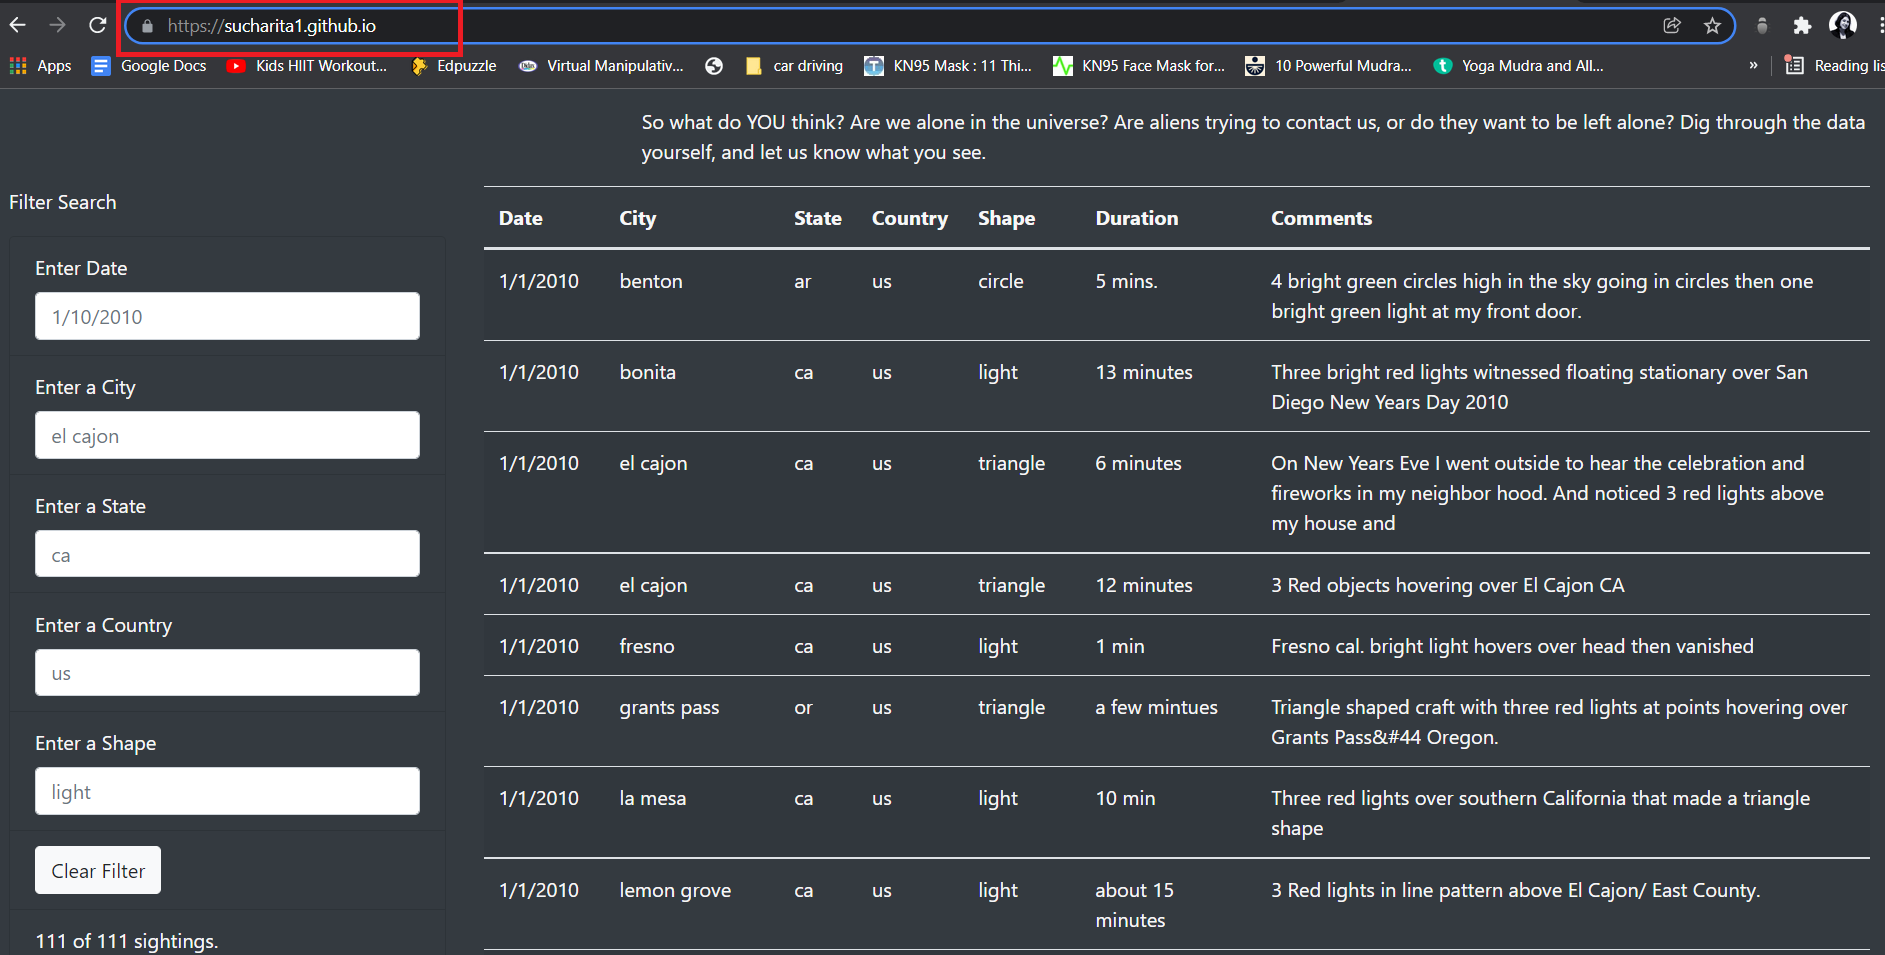 https://sucharita1.github.io
Apps Google Docs Kids HIIT Workout... Edpuzzle Virtual Manipulativ... car driving KN95 Mask : 11 Thi... KN95 Face Mask for... 10 Powerful Mudra... Yoga Mudra and All... » Reading lis
So what do YOU think? Are we alone in the universe? Are aliens trying to contact us, or do they want to be left alone? Dig through the data
yourself, and let us know what you see.
Filter Search
Enter Date
1/10/2010
Enter a City
el cajon
Enter a State
ca
Enter a Country
us
Enter a Shape
light
Clear Filter
111 of 111 sightings.
Date City State Country Shape Duration Comments
1/1/2010 benton ar us circle 5 mins. 4 bright green circles high in the sky going in circles then one
bright green light at my front door.
1/1/2010 bonita ca us light 13 minutes Three bright red lights witnessed floating stationary over San
Diego New Years Day 2010
1/1/2010 el cajon ca us triangle 6 minutes On New Years Eve I went outside to hear the celebration and
fireworks in my neighbor hood. And noticed 3 red lights above
my house and
1/1/2010 el cajon ca us triangle 12 minutes 3 Red objects hovering over El Cajon CA
1/1/2010 fresno ca us light 1 min Fresno cal. bright light hovers over head then vanished
1/1/2010 grants pass or us triangle a few mintues Triangle shaped craft with three red lights at points hovering over
Grants Pass&#44 Oregon.
1/1/2010 la mesa ca us light 10 min Three red lights over southern California that made a triangle
shape
1/1/2010 lemon grove ca us light about 15 3 Red lights in line pattern above El Cajon/ East County.
minutes